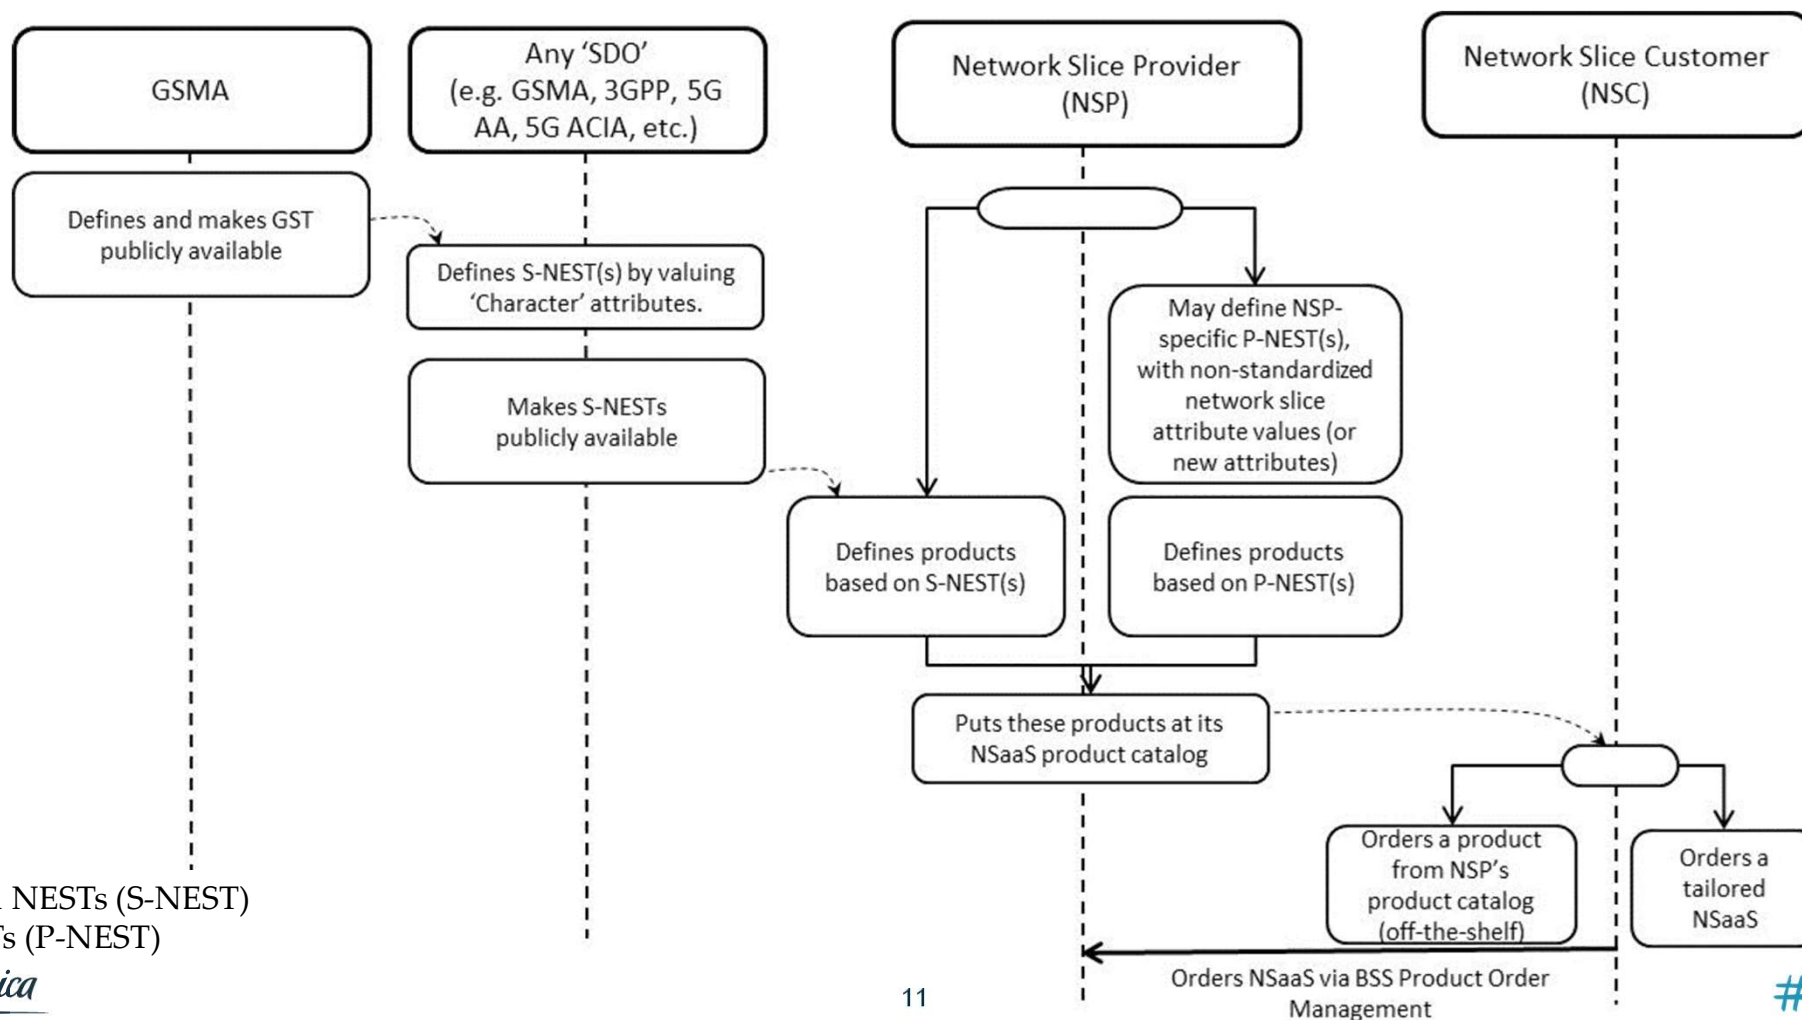 GSMA
Any ‘SDO’
(e.g. GSMA, 3GPP, 5G
AA, 5G ACIA, etc.)
Network Slice Provider
(NSP)
Network Slice Customer
(NSC)
Defines and makes GST
publicly available
Defines S-NEST(s) by valuing
‘Character’ attributes.
Makes S-NESTs
publicly available
May define NSP-
specific P-NEST(s),
with non-standardized
network slice
attribute values (or
new attributes)
Defines products
based on S-NEST(s)
Defines products
based on P-NEST(s)
Puts these products at its
NSaaS product catalog
Orders a product
from NSP’s
product catalog
(off-the-shelf)
Orders a
tailored
NSaaS
Orders NSaaS via BSS Product Order
Management
NESTs (S-NEST)
(P-NEST)
ica
11
#